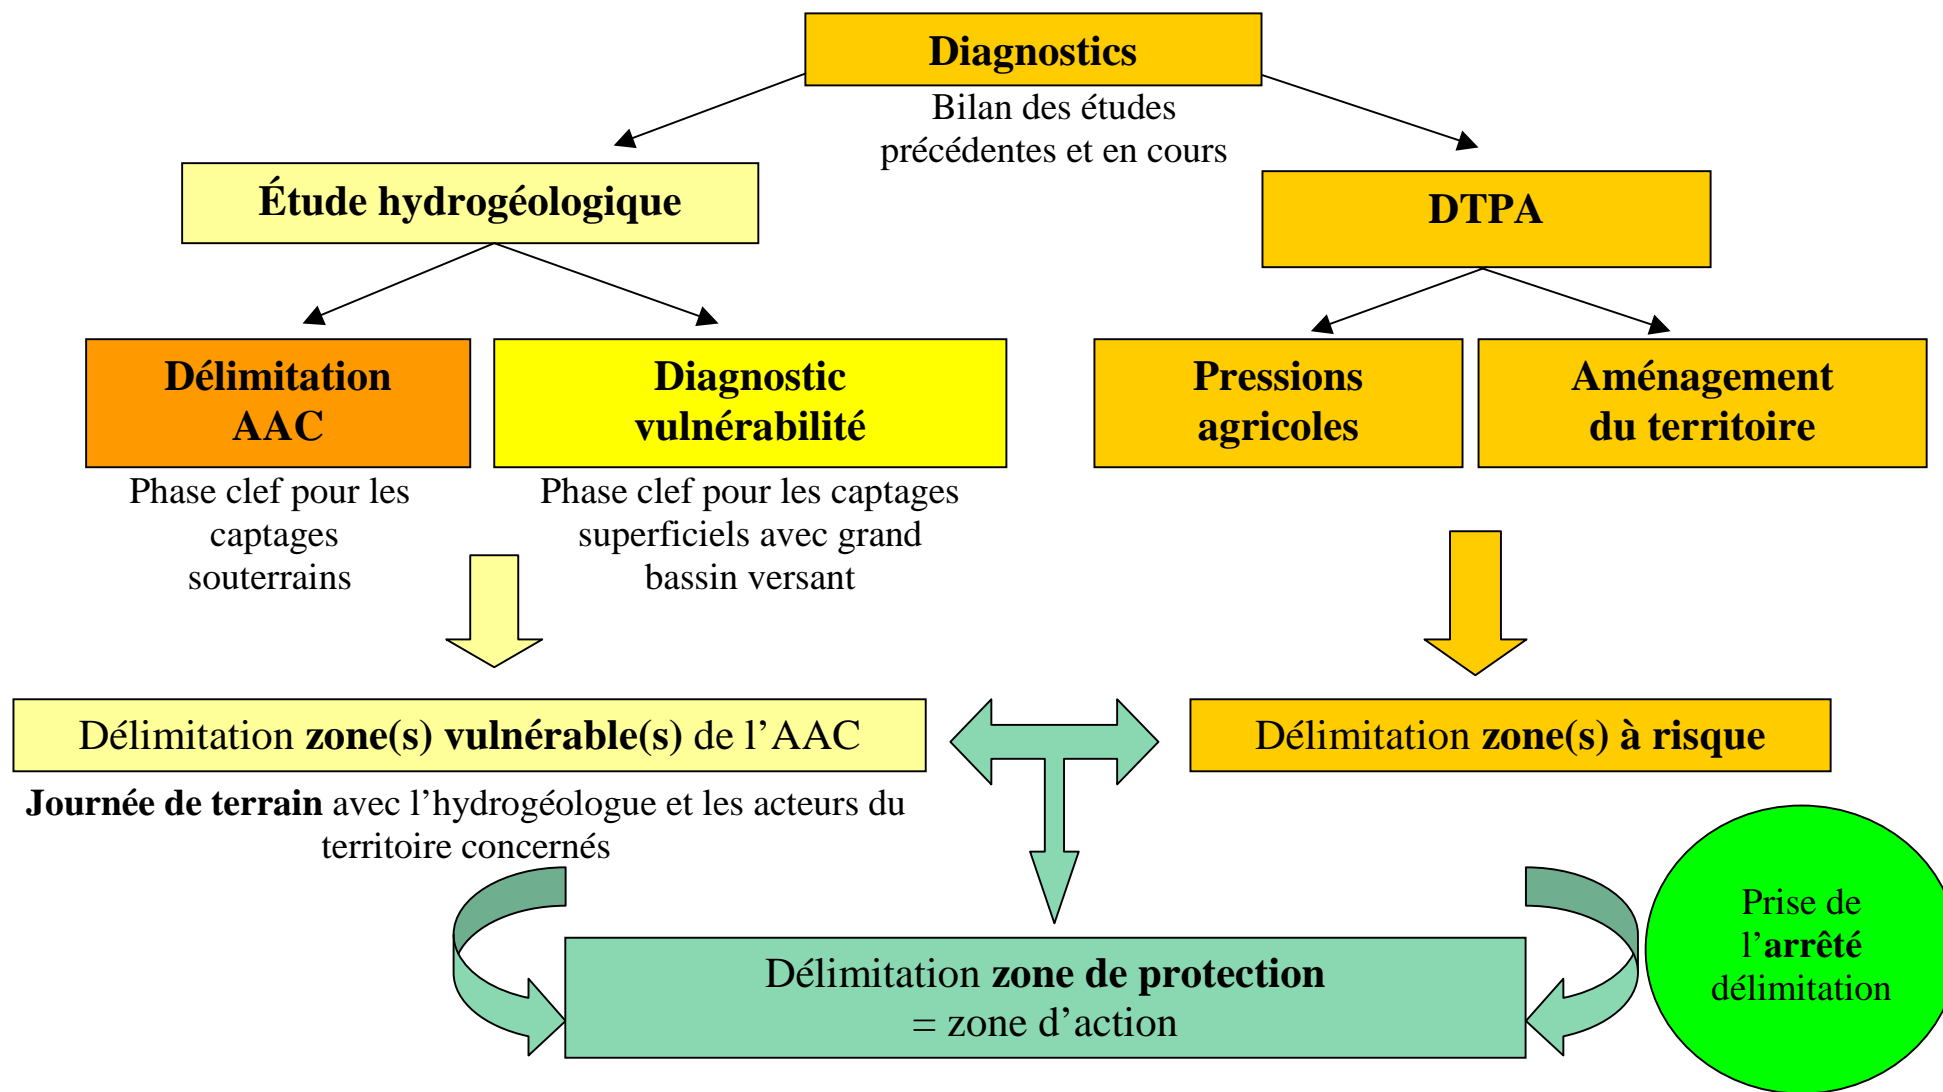 Diagnostics
Bilan des études
précédentes et en cours
Étude hydrogéologique
DTPA
Délimitation
AAC
Diagnostic
vulnérabilité
Pressions
agricoles
Aménagement
du territoire
Phase clef pour les
captages
souterrains
Phase clef pour les captages
superficiels avec grand
bassin versant
Délimitation zone(s) vulnérable(s) de l’AAC
Délimitation zone(s) à risque
Journée de terrain avec l’hydrogéologue et les acteurs du
territoire concernés
Prise de
l’arrêté
délimitation
Délimitation zone de protection
= zone d’action